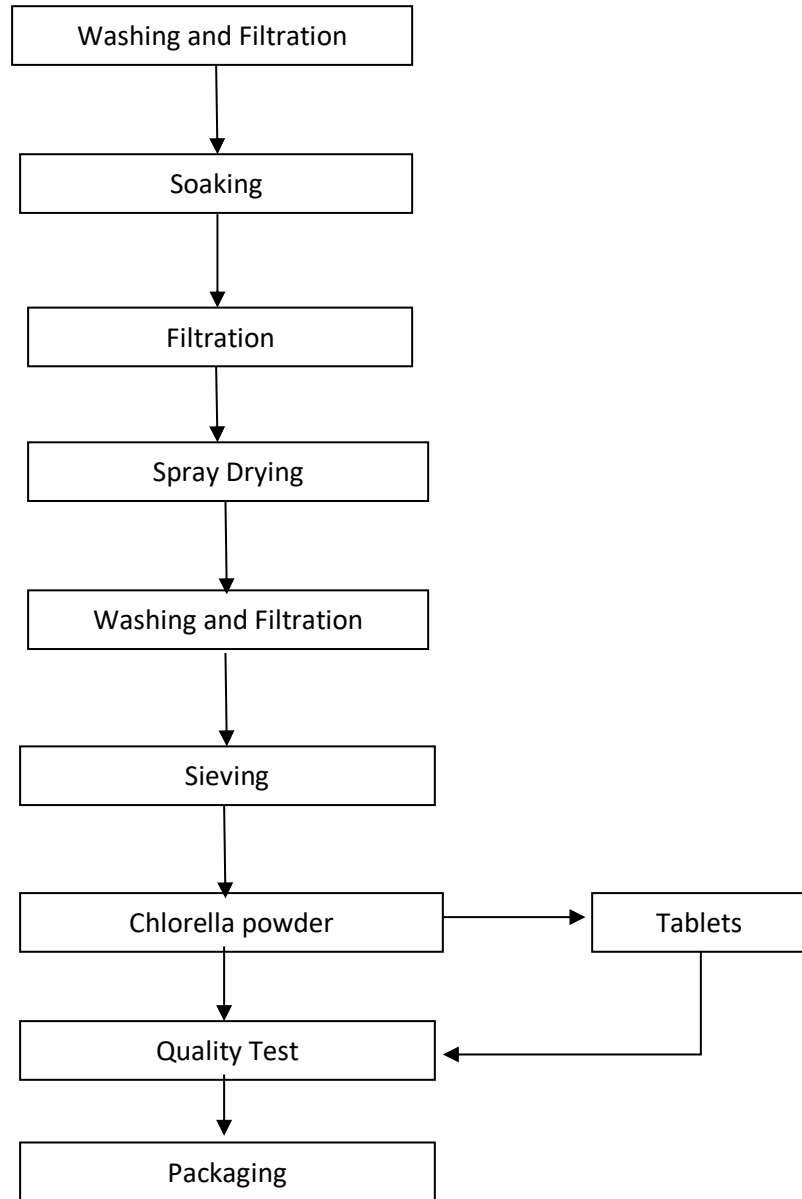 Washing and Filtration
Soaking
Filtration
Spray Drying
Washing and Filtration
Sieving
Chlorella powder
Tablets
Quality Test
Packaging